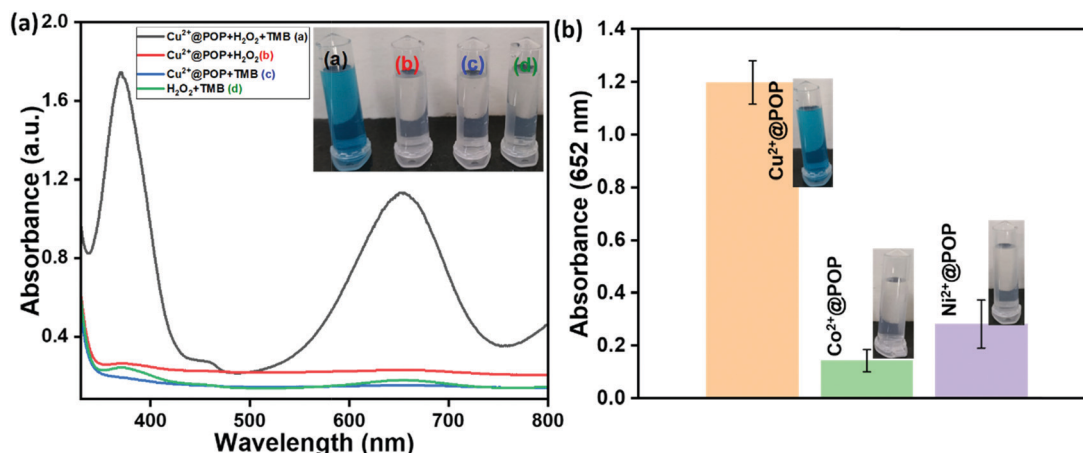 (a)
2.0
1.6
1.2
0.8
0.4
Absorbance (a.u.)
Cu²⁺@POP+H₂O₂+TMB (a)
Cu²⁺@POP+H₂O₂(b)
Cu²⁺@POP+TMB (c)
H₂O₂+TMB (d)
(a) (b) (c) (d)
400 500 600 700 800
Wavelength (nm)
(b)
1.4
1.2
1.0
0.8
0.6
0.4
0.2
0.0
Absorbance (652 nm)
Cu²⁺@POP
Co²⁺@POP
Ni²⁺@POP